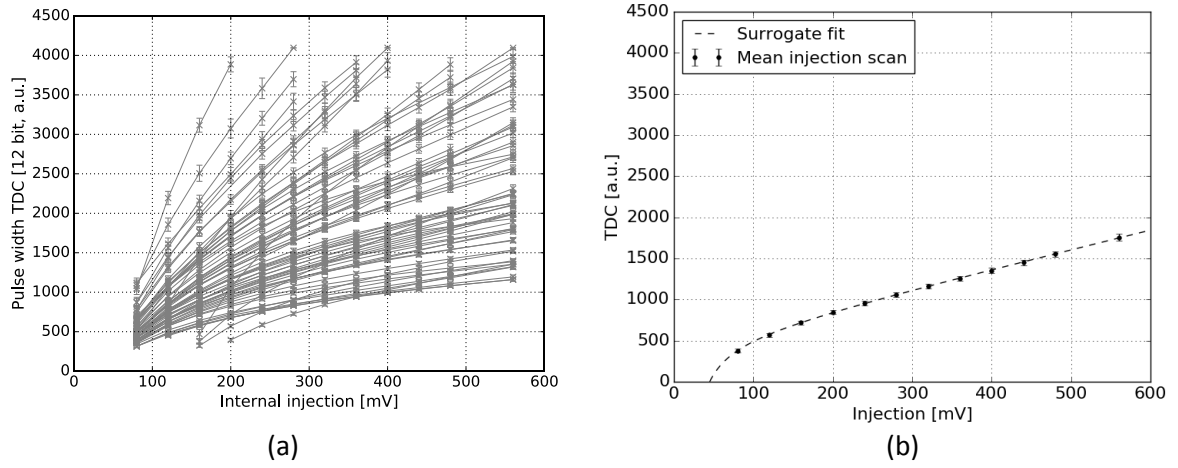 4500
4000
3500
3000
2500
2000
1500
1000
500
0
Pulse width TDC [12 bit, a.u.]
0 100 200 300 400 500 600
Internal injection [mV]
(a)
Surrogate fit
Mean injection scan
4500
4000
3500
3000
2500
2000
1500
1000
500
0
TDC [a.u.]
0 100 200 300 400 500 600
Injection [mV]
(b)